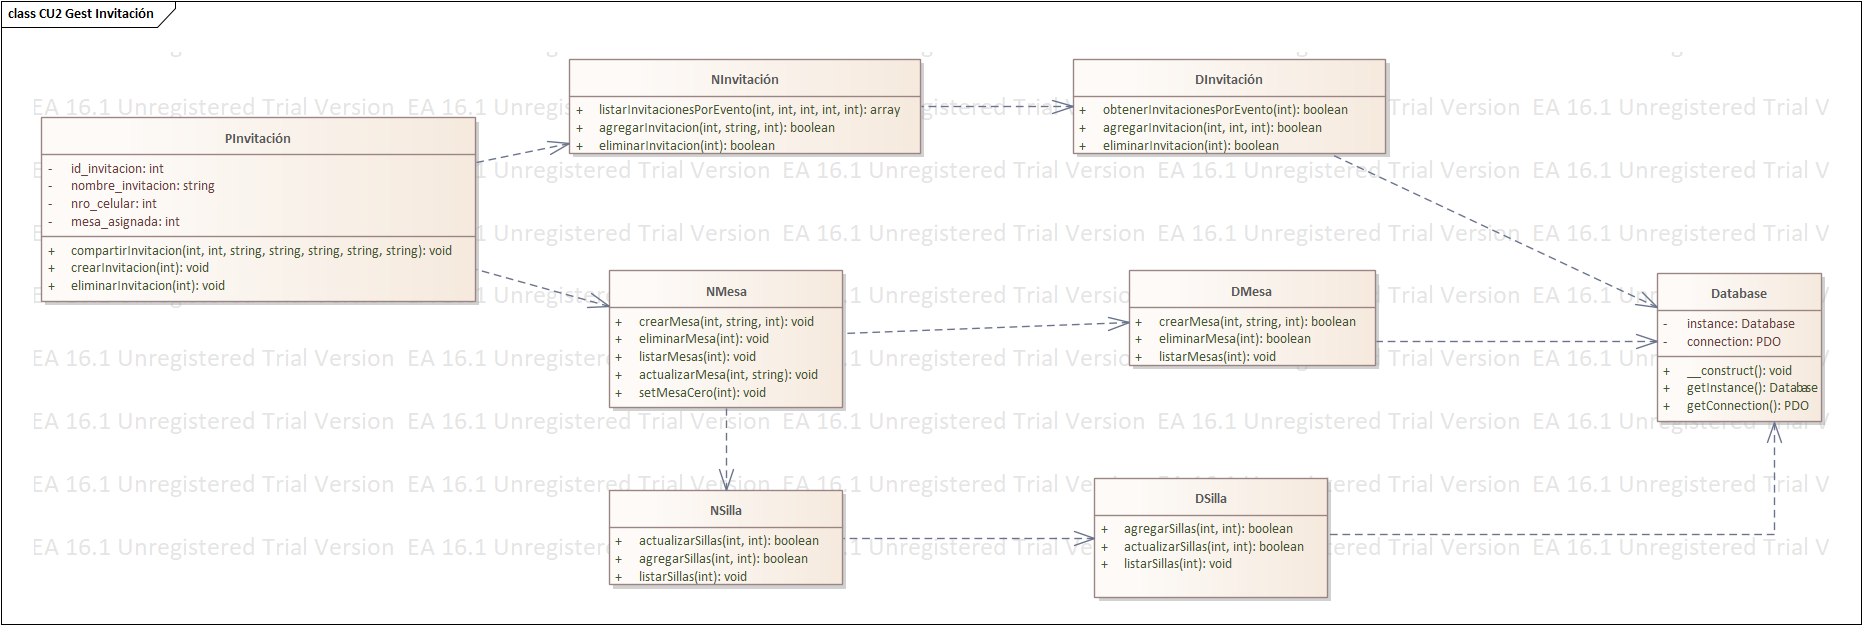 class CU2 Gest Invitación
PInvitación
- id_invitacion: int
- nombre_invitacion: string
- nro_celular: int
- mesa_asignada: int
+ compartirInvitacion(int, int, string, string, string, string, string): void
+ crearInvitacion(int): void
+ eliminarInvitacion(int): void
NInvitación
+ listarInvitacionesPorEvento(int, int, int, int, int): array
+ agregarInvitacion(int, string, int): boolean
+ eliminarInvitacion(int): boolean
DInvitación
+ obtenerInvitacionesPorEvento(int): boolean
+ agregarInvitacion(int, int, int): boolean
+ eliminarInvitacion(int): boolean
NMesa
+ crearMesa(int, string, int): void
+ eliminarMesa(int): void
+ listarMesas(int): void
+ actualizarMesa(int, string): void
+ setMesaCero(int): void
DMesa
+ crearMesa(int, string, int): boolean
+ eliminarMesa(int): boolean
+ listarMesas(int): void
Database
- instance: Database
- connection: PDO
+ __construct(): void
+ getInstance(): Database
+ getConnection(): PDO
NSilla
+ actualizarSillas(int, int): boolean
+ agregarSillas(int, int): boolean
+ listarSillas(int): void
DSilla
+ agregarSillas(int, int): boolean
+ actualizarSillas(int, int): boolean
+ listarSillas(int): void
EA 16.1 Unregistered Trial Version